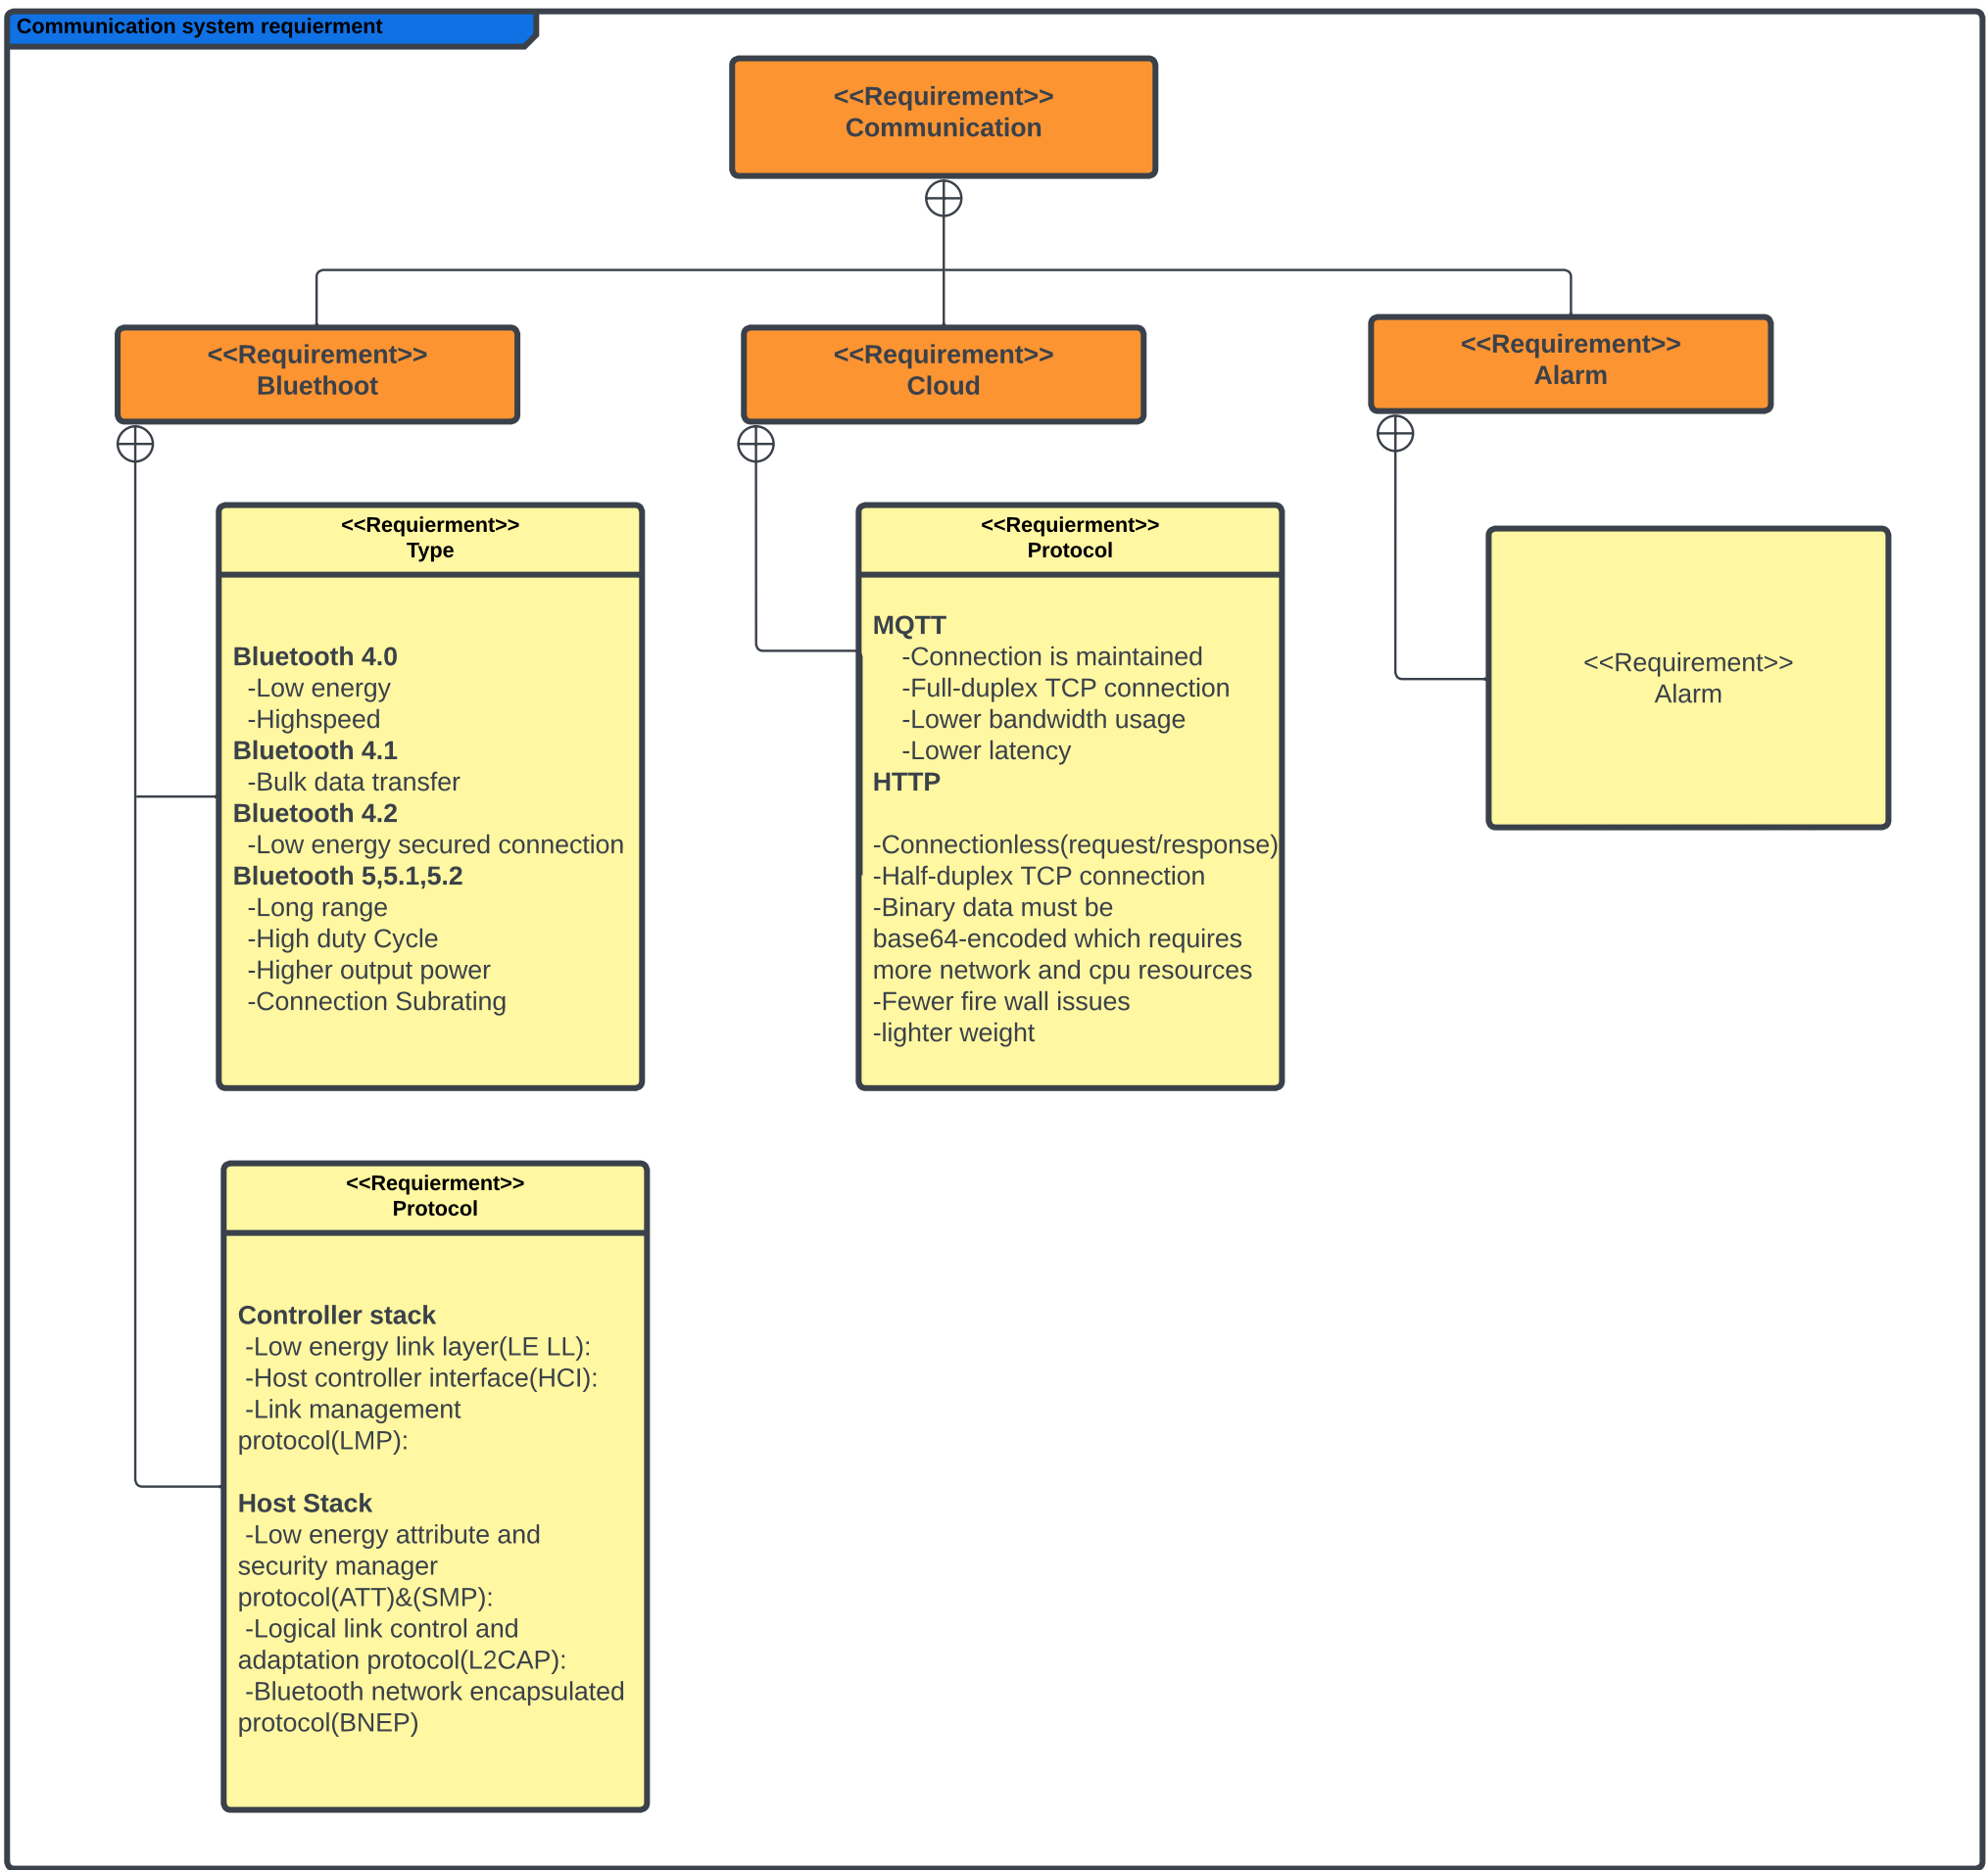 Communication system requierment
<<Requirement>>
Communication
<<Requirement>>
Bluethoot
<<Requirement>>
Cloud
<<Requirement>>
Alarm
<<Requierment>>
Type
Bluetooth 4.0
-Low energy
-Highspeed
Bluetooth 4.1
-Bulk data transfer
Bluetooth 4.2
-Low energy secured connection
Bluetooth 5,5.1,5.2
-Long range
-High duty Cycle
-Higher output power
-Connection Subrating
<<Requierment>>
Protocol
MQTT
-Connection is maintained
-Full-duplex TCP connection
-Lower bandwidth usage
-Lower latency
HTTP
-Connectionless(request/response)
-Half-duplex TCP connection
-Binary data must be
base64-encoded which requires
more network and cpu resources
-Fewer fire wall issues
-lighter weight
<<Requirement>>
Alarm
<<Requierment>>
Protocol
Controller stack
-Low energy link layer(LE LL):
-Host controller interface(HCI):
-Link management
protocol(LMP):
Host Stack
-Low energy attribute and
security manager
protocol(ATT)&(SMP):
-Logical link control and
adaptation protocol(L2CAP):
-Bluetooth network encapsulated
protocol(BNEP)